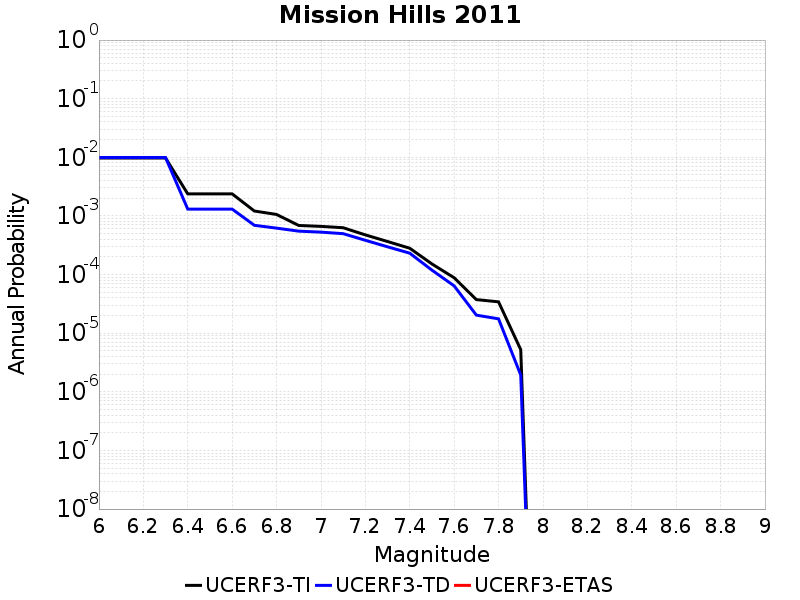 Mission Hills 2011
Annual Probability
10^0
10^-1
10^-2
10^-3
10^-4
10^-5
10^-6
10^-7
10^-8
6 6.2 6.4 6.6 6.8 7 7.2 7.4 7.6 7.8 8 8.2 8.4 8.6 8.8 9
Magnitude
UCERF3-TI UCERF3-TD UCERF3-ETAS